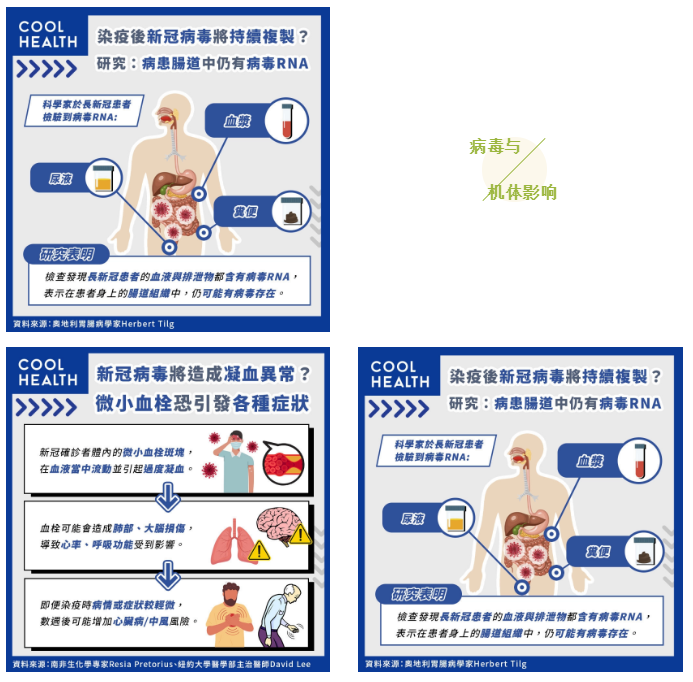 COOL
HEALTH
染疫後新冠病毒將持續複製？
研究：病患腸道中仍有病毒RNA
科學家於長新冠患者
檢驗到病毒RNA:
血漿
尿液
糞便
研究表明
檢查發現長新冠患者的血液與排泄物都含有病毒RNA，
表示在患者身上的腸道組織中，仍可能有病毒存在。
資料來源：奧地利胃腸病學家Herbert Tilg
病毒与
机体影响
COOL
HEALTH
新冠病毒將造成凝血異常？
微小血栓恐引發各種症狀
新冠確診者體內的微小血栓斑塊，
在血液當中流動並引起過度凝血。
血栓可能會造成肺部、大腦損傷，
導致心率、呼吸功能受到影響。
即便染疫時病情或症狀較輕微，
數週後可能增加心臟病/中風風險。
資料來源：南非生化學專家Resia Pretorius、紐約大學醫學部主治醫師David Lee
COOL
HEALTH
染疫後新冠病毒將持續複製？
研究：病患腸道中仍有病毒RNA
科學家於長新冠患者
檢驗到病毒RNA:
血漿
尿液
糞便
研究表明
檢查發現長新冠患者的血液與排泄物都含有病毒RNA，
表示在患者身上的腸道組織中，仍可能有病毒存在。
資料來源：奧地利胃腸病學家Herbert Tilg